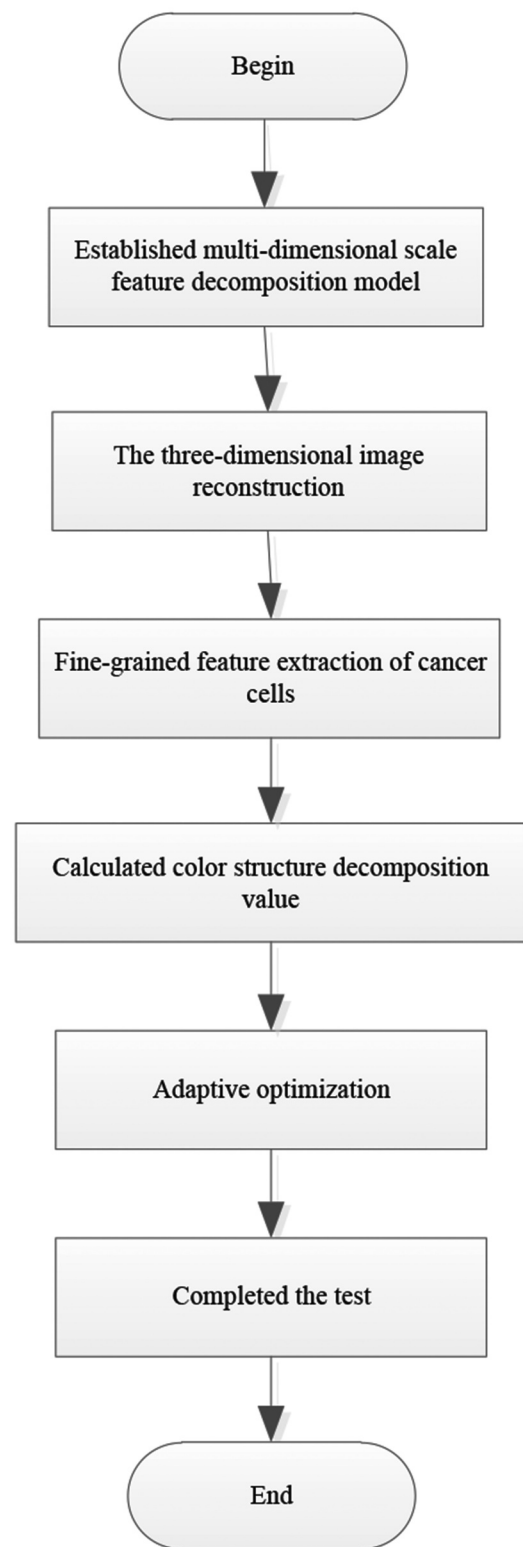 Begin
Established multi-dimensional scale
feature decomposition model
The three-dimensional image
reconstruction
Fine-grained feature extraction of cancer
cells
Calculated color structure decomposition
value
Adaptive optimization
Completed the test
End